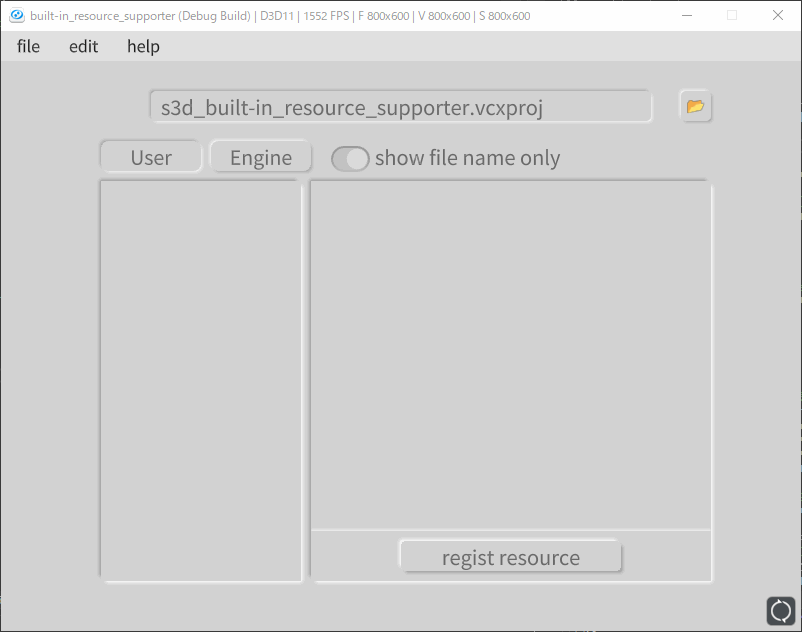 built-in_resource_supporter (Debug Build) | D3D11 | 1552 FPS | F 800x600 | V 800x600 | S 800x600
file edit help
s3d_built-in_resource_supporter.vcxproj
User Engine show file name only
regist resource